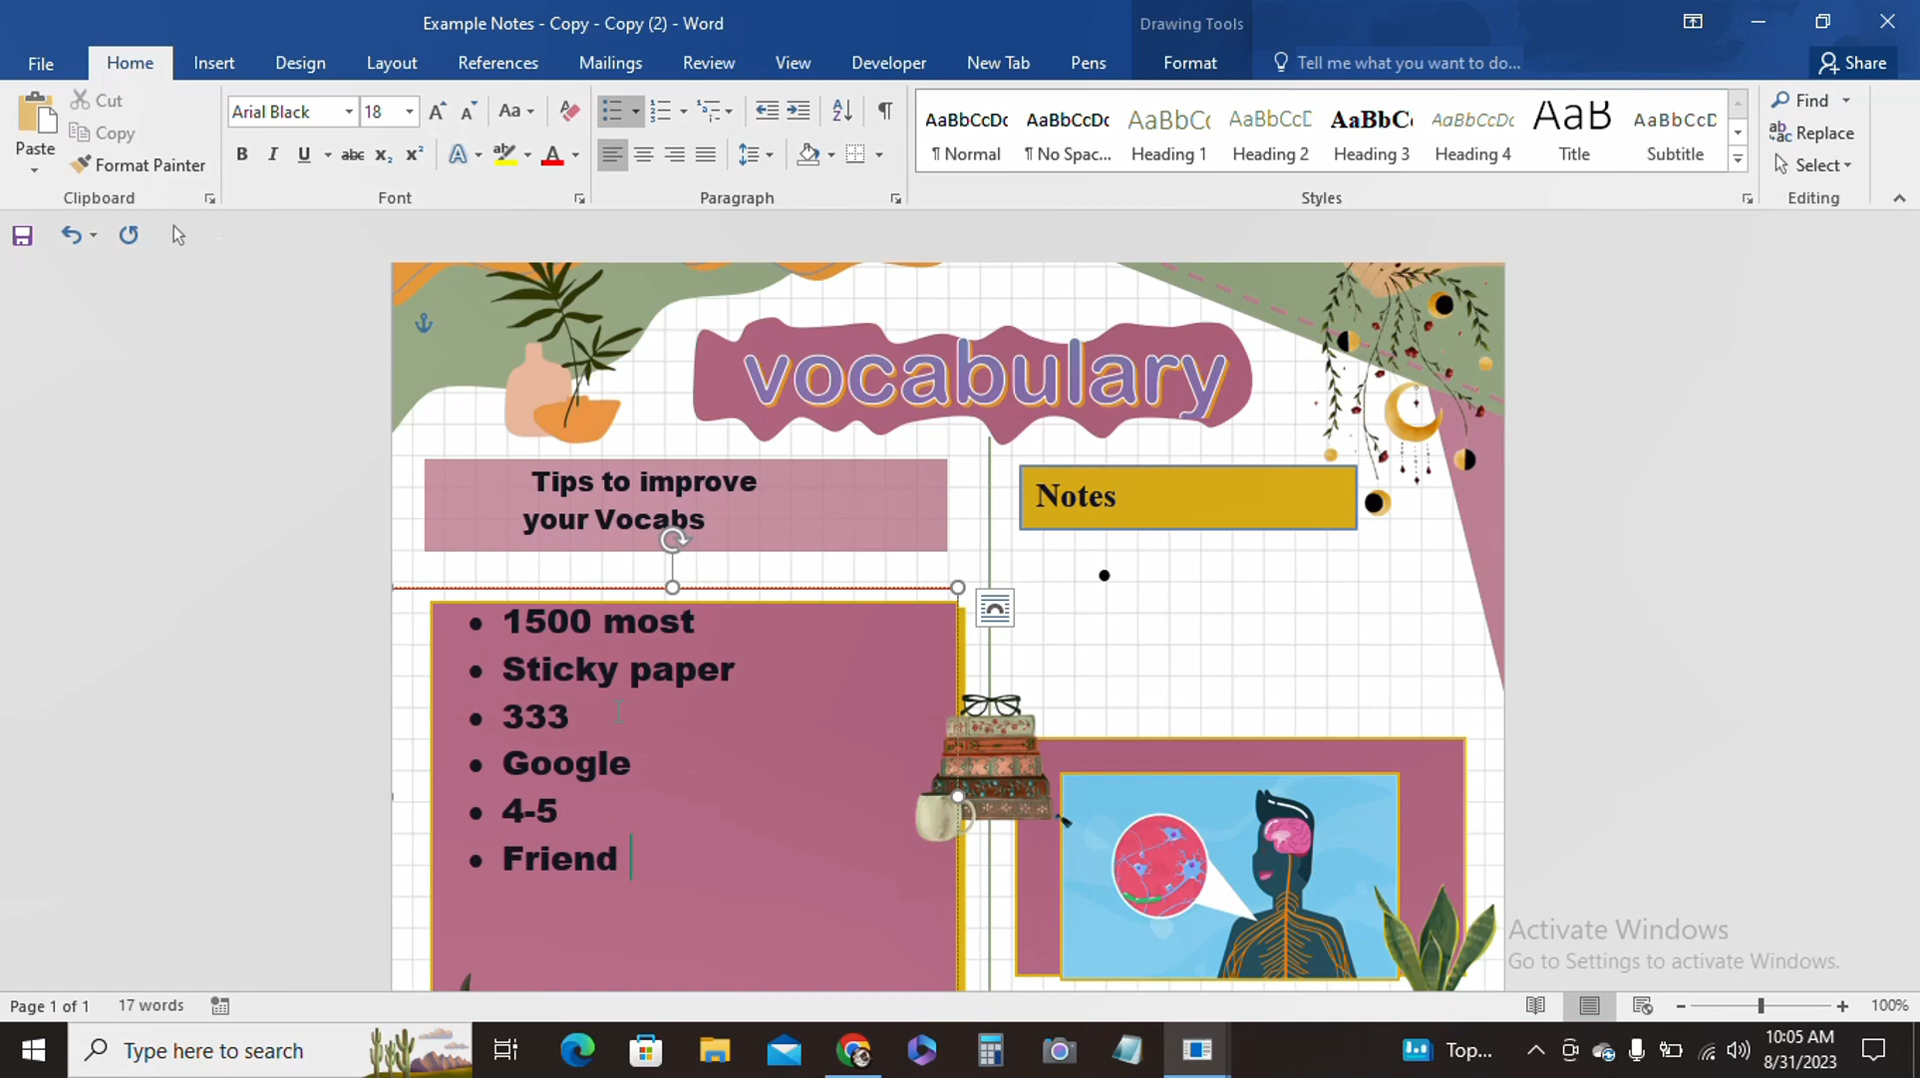 Example Notes - Copy - Copy (2) - Word
Drawing Tools
File Home Insert Design Layout References Mailings Review View Developer New Tab Pens Format Tell me what you want to do... Share
Paste
Cut
Copy
Format Painter
Clipboard
Arial Black 18
Font
Paragraph
AaBbCcDc AaBbCcDc AaBbCc AaBbCcD AaBbC AaBbCcDc AaB AaBbCcD
¶ Normal ¶ No Spac... Heading 1 Heading 2 Heading 3 Heading 4 Title Subtitle
Styles
Find
Replace
Select
Editing
vocabulary
Tips to improve
your Vocabs
Notes
• 1500 most
• Sticky paper
• 333
• Google
• 4-5
• Friend
Activate Windows
Go to Settings to activate Windows.
Page 1 of 1 17 words 100%
Type here to search
Top...
10:05 AM
8/31/2023